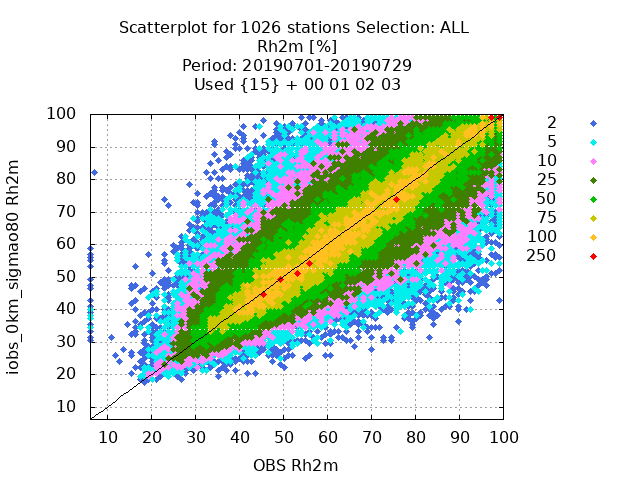 Scatterplot for 1026 stations Selection: ALL
Rh2m [%]
Period: 20190701-20190729
Used {15} + 00 01 02 03
iobs_0km_sigmao80 Rh2m
100
90
80
70
60
50
40
30
20
10
10 20 30 40 50 60 70 80 90 100
OBS Rh2m
2
5
10
25
50
75
100
250